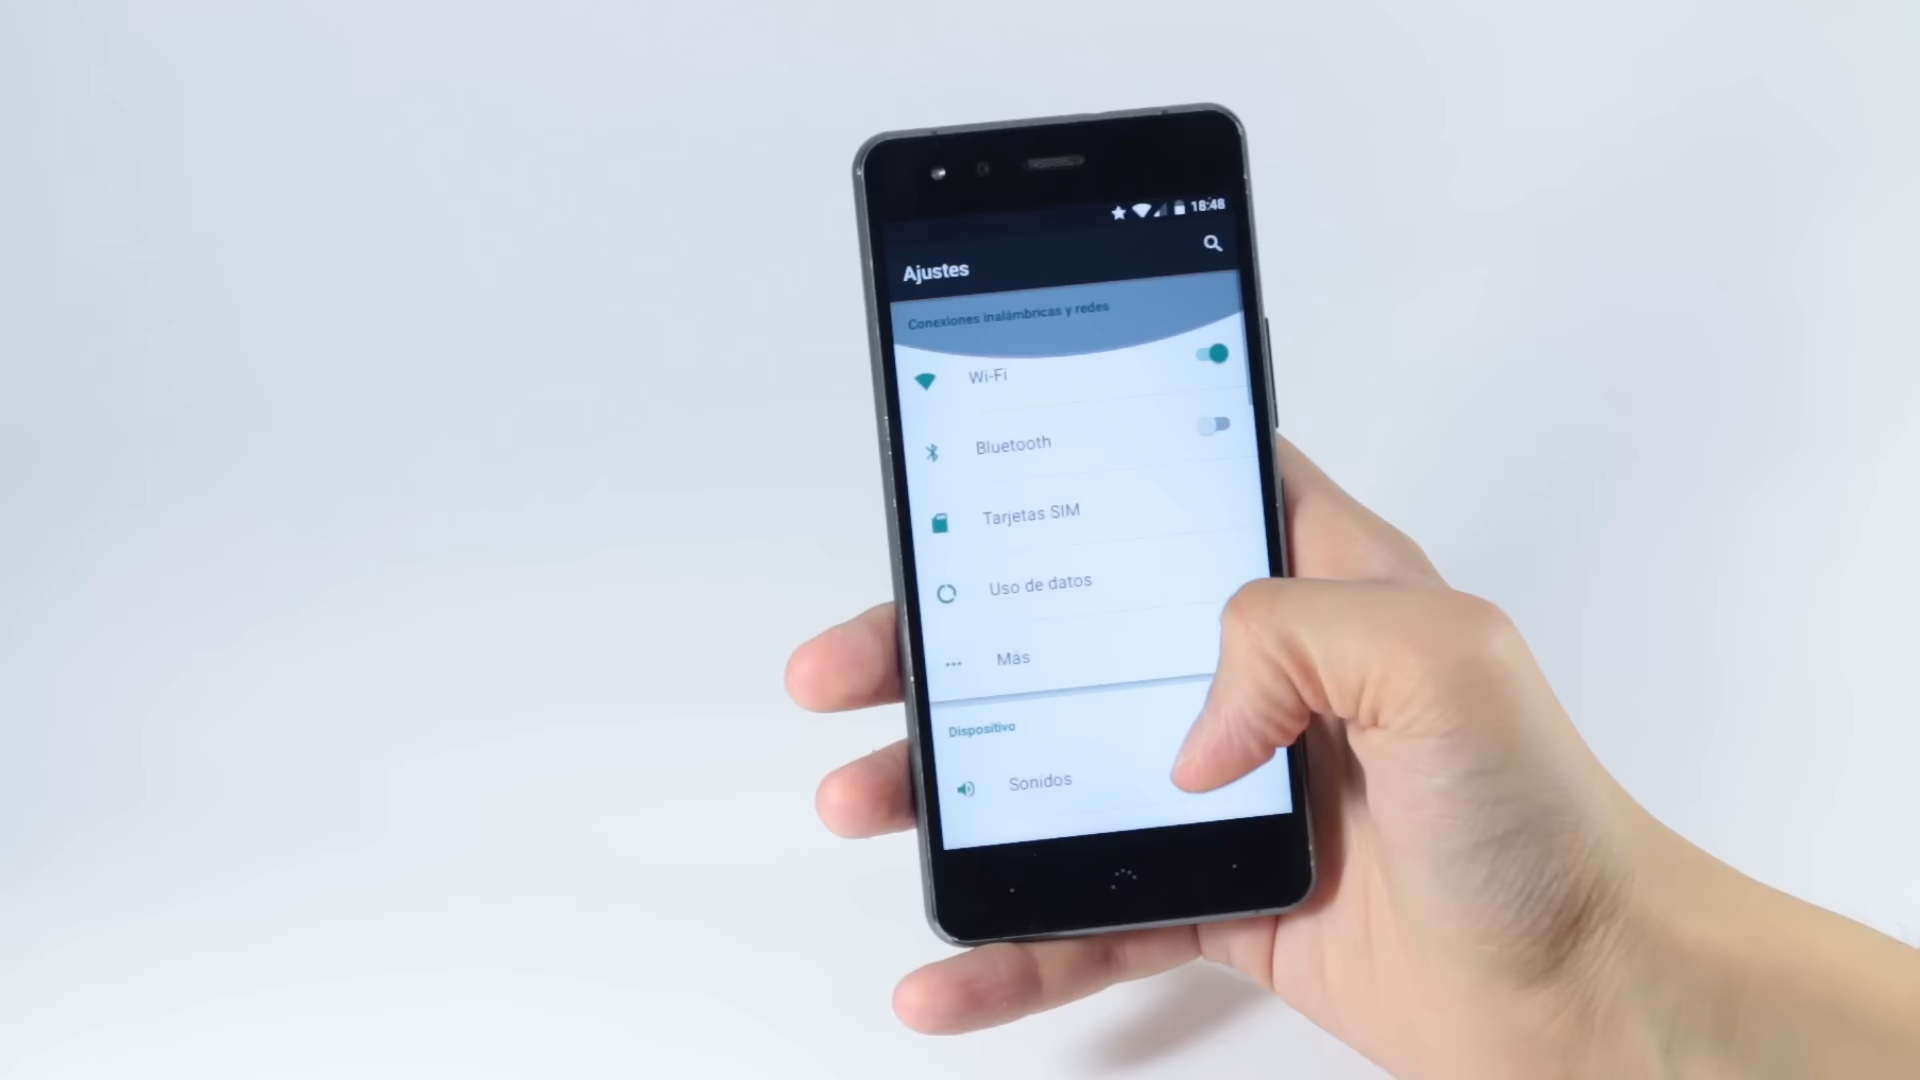 18:48
Ajustes
Conexiones inalámbricas y redes
Wi-Fi
Bluetooth
Tarjetas SIM
Uso de datos
Más
Dispositivo
Sonidos